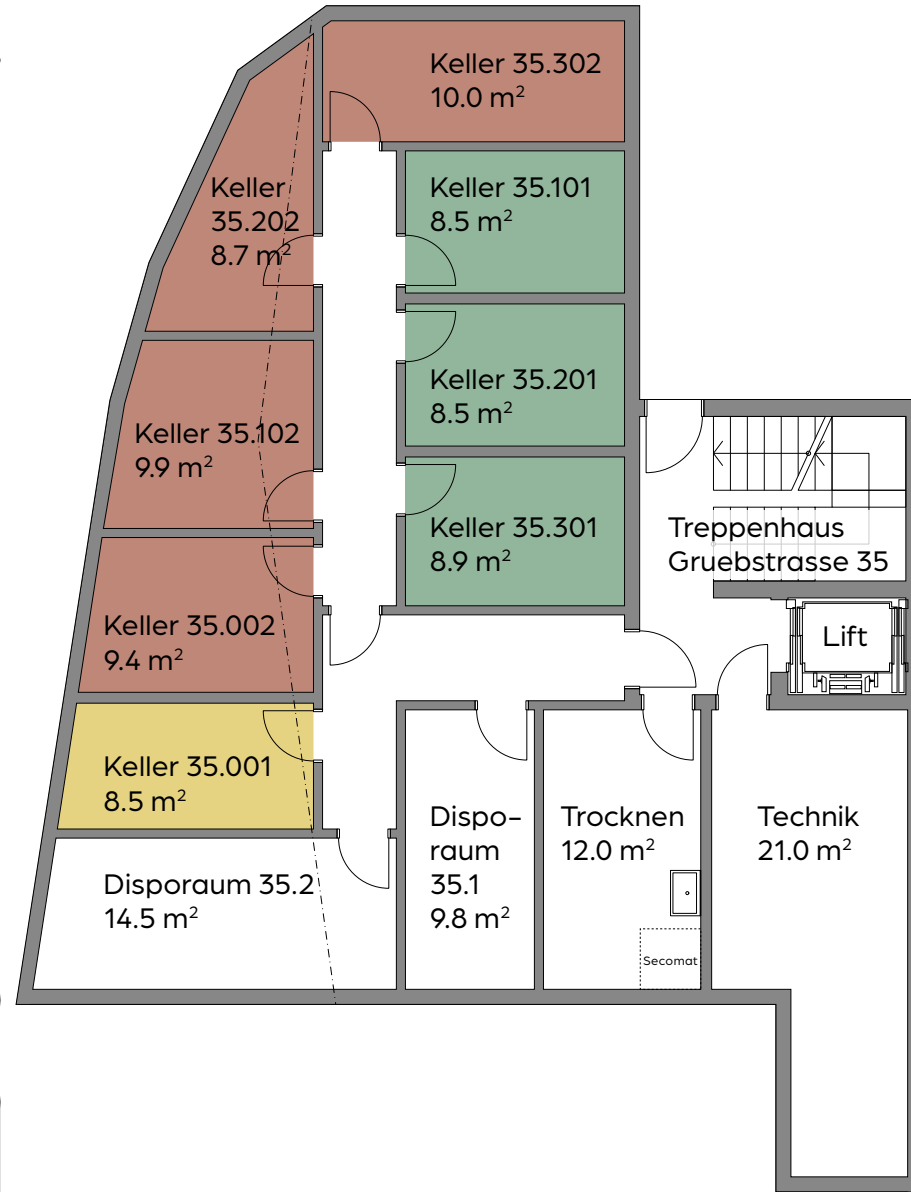 Keller 35.302
10.0 m²
Keller
35.202
8.7 m²
Keller 35.101
8.5 m²
Keller 35.201
8.5 m²
Keller 35.102
9.9 m²
Keller 35.301
8.9 m²
Treppenhaus
Gruebstrasse 35
Keller 35.002
9.4 m²
Lift
Keller 35.001
8.5 m²
Dispo-
raum
35.1
9.8 m²
Trocknen
12.0 m²
Technik
21.0 m²
Disporaum 35.2
14.5 m²
Secomat